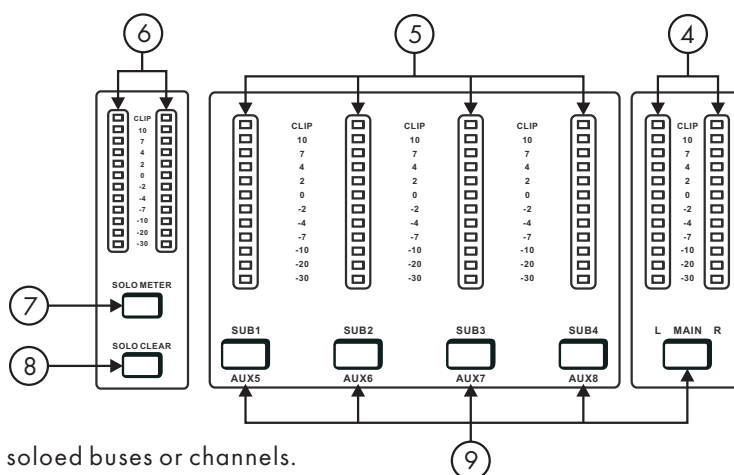 6
5
4
CLIP
10
7
4
2
0
-2
-4
-7
-10
-20
-30
SOLO METER
7
SOLO CLEAR
8
CLIP CLIP CLIP
10 10 10
7 7 7
4 4 4
2 2 2
0 0 0
-2 -2 -2
-4 -4 -4
-7 -7 -7
-10 -10 -10
-20 -20 -20
-30 -30 -30
SUB1 SUB2 SUB3 SUB4
AUX5 AUX6 AUX7 AUX8
CLIP
10
7
4
2
0
-2
-4
-7
-10
-20
-30
L MAIN R
9
soloed buses or channels.